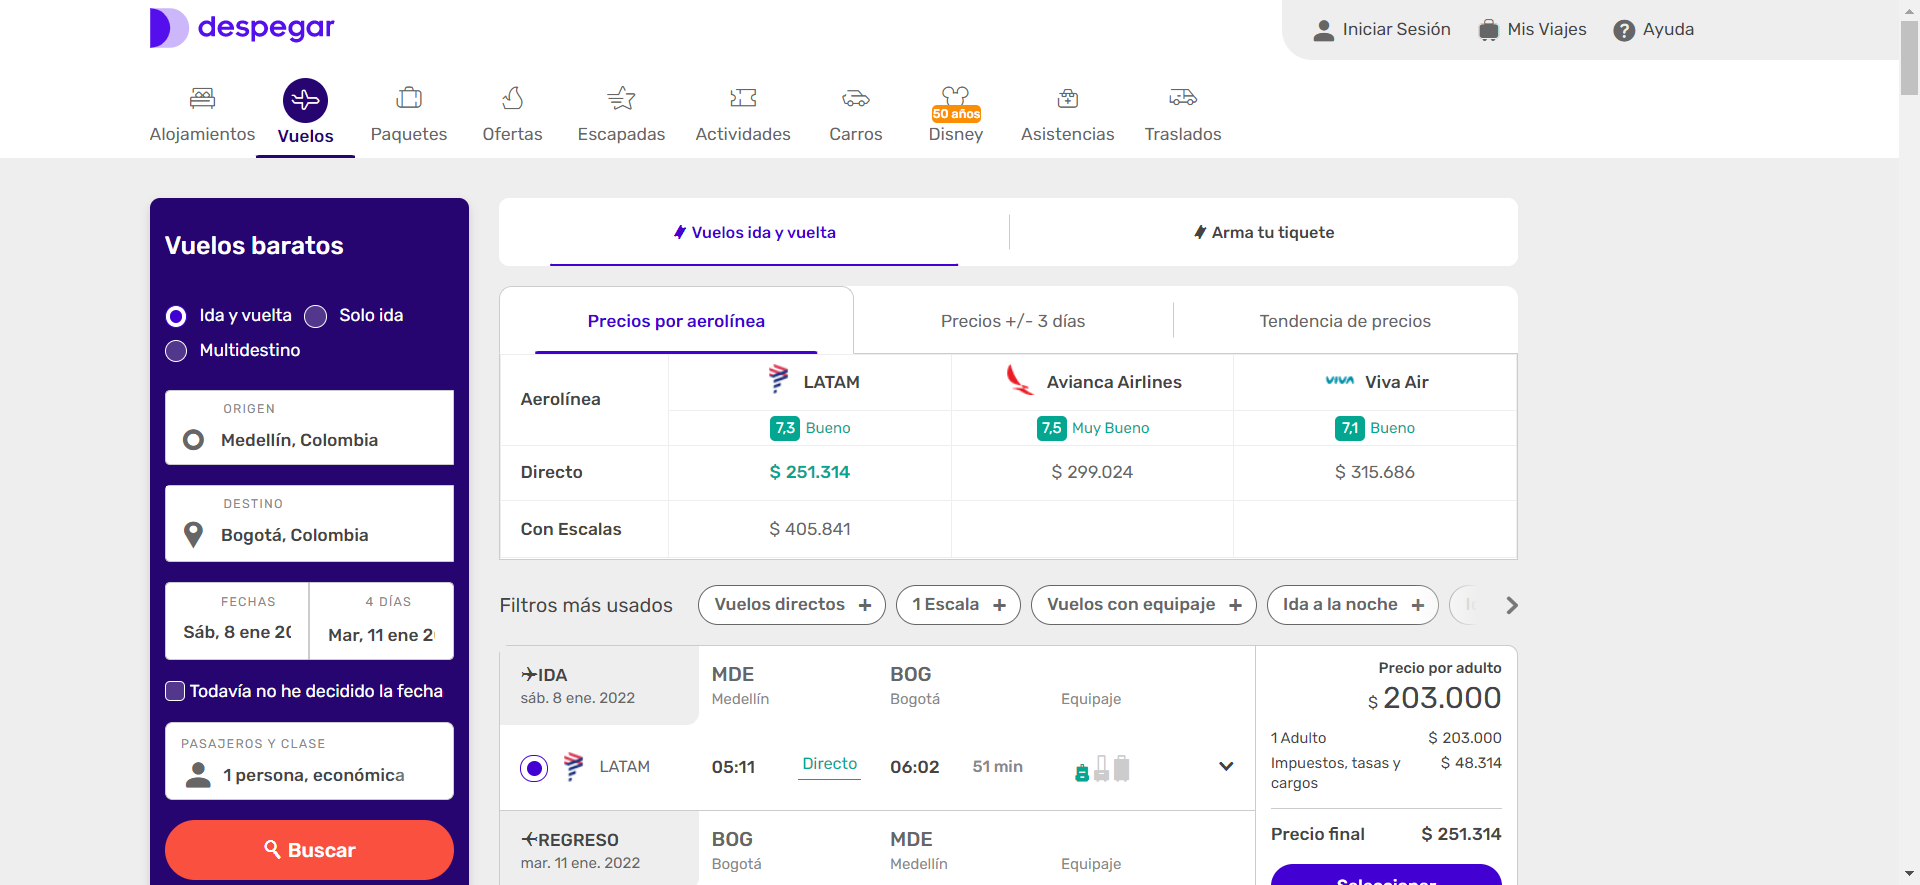 despegar
Iniciar Sesión
Mis Viajes
Ayuda
Alojamientos
Vuelos
Paquetes
Ofertas
Escapadas
Actividades
Carros
50 años
Disney
Asistencias
Traslados
Vuelos baratos
Ida y vuelta
Solo ida
Multidestino
ORIGEN
Medellín, Colombia
DESTINO
Bogotá, Colombia
FECHAS
4 DÍAS
Sáb, 8 ene
Mar, 11 ene
Todavía no he decidido la fecha
PASAJEROS Y CLASE
1 persona, económica
Buscar
Vuelos ida y vuelta
Arma tu tiquete
Precios por aerolínea
Precios +/- 3 días
Tendencia de precios
Aerolínea
LATAM
Avianca Airlines
VIVA
Viva Air
7,3 Bueno
7,5 Muy Bueno
7,1 Bueno
Directo
$ 251.314
$ 299.024
$ 315.686
Con Escalas
$ 405.841
Filtros más usados
Vuelos directos +
1 Escala +
Vuelos con equipaje +
Ida a la noche +
IDA
sáb. 8 ene. 2022
MDE
Medellín
BOG
Bogotá
Equipaje
LATAM
05:11
Directo
06:02
51 min
REGRESO
mar. 11 ene. 2022
BOG
Bogotá
MDE
Medellín
Equipaje
Precio por adulto
$ 203.000
1 Adulto
$ 203.000
Impuestos, tasas y
cargos
$ 48.314
Precio final
$ 251.314
Seleccionar